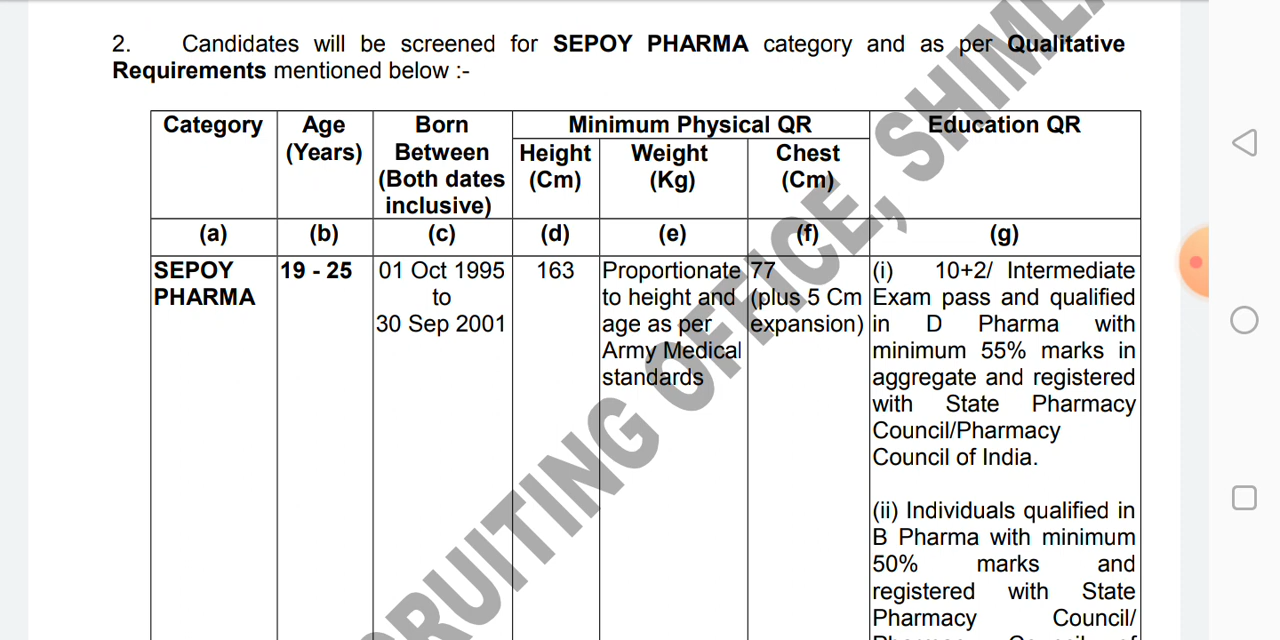 2. Candidates will be screened for SEPOY PHARMA category and as per Qualitative
Requirements mentioned below :-
Category
Age
(Years)
Born
Between
(Both dates
inclusive)
Minimum Physical QR
Height
(Cm)
Weight
(Kg)
Chest
(Cm)
Education QR
(a)
(b)
(c)
(d)
(e)
(f)
(g)
SEPOY
PHARMA
19 - 25
01 Oct 1995
to
30 Sep 2001
163
Proportionate
to height and
age as per
Army Medical
standards
77
(plus 5 Cm
expansion)
(i) 10+2/ Intermediate
Exam pass and qualified
in D Pharma with
minimum 55% marks in
aggregate and registered
with State Pharmacy
Council/Pharmacy
Council of India.
(ii) Individuals qualified in
B Pharma with minimum
50% marks and
registered with State
Pharmacy Council/
RUITING OFFICE, SHIML